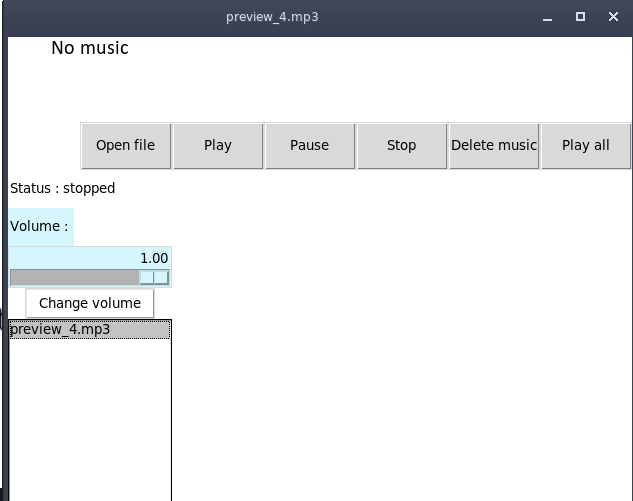 preview_4.mp3
No music
Open file Play Pause Stop Delete music Play all
Status : stopped
Volume :
1.00
Change volume
preview_4.mp3